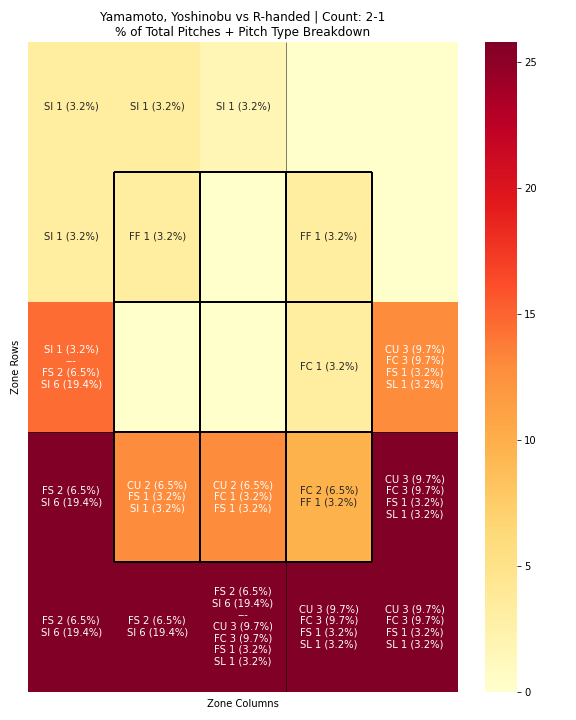 Yamamoto, Yoshinobu vs R-handed | Count: 2-1
% of Total Pitches + Pitch Type Breakdown
SI 1 (3.2%)
SI 1 (3.2%)
SI 1 (3.2%)
SI 1 (3.2%)
FF 1 (3.2%)
FF 1 (3.2%)
SI 1 (3.2%)
---
FS 2 (6.5%)
SI 6 (19.4%)
FC 1 (3.2%)
CU 3 (9.7%)
FC 3 (9.7%)
FS 1 (3.2%)
SL 1 (3.2%)
FS 2 (6.5%)
SI 6 (19.4%)
CU 2 (6.5%)
FS 1 (3.2%)
SI 1 (3.2%)
CU 2 (6.5%)
FC 1 (3.2%)
FS 1 (3.2%)
FC 2 (6.5%)
FF 1 (3.2%)
CU 3 (9.7%)
FC 3 (9.7%)
FS 1 (3.2%)
SL 1 (3.2%)
FS 2 (6.5%)
SI 6 (19.4%)
FS 2 (6.5%)
SI 6 (19.4%)
FS 2 (6.5%)
SI 6 (19.4%)
---
CU 3 (9.7%)
FC 3 (9.7%)
FS 1 (3.2%)
SL 1 (3.2%)
CU 3 (9.7%)
FC 3 (9.7%)
FS 1 (3.2%)
SL 1 (3.2%)
CU 3 (9.7%)
FC 3 (9.7%)
FS 1 (3.2%)
SL 1 (3.2%)
Zone Rows
Zone Columns
25
20
15
10
5
0